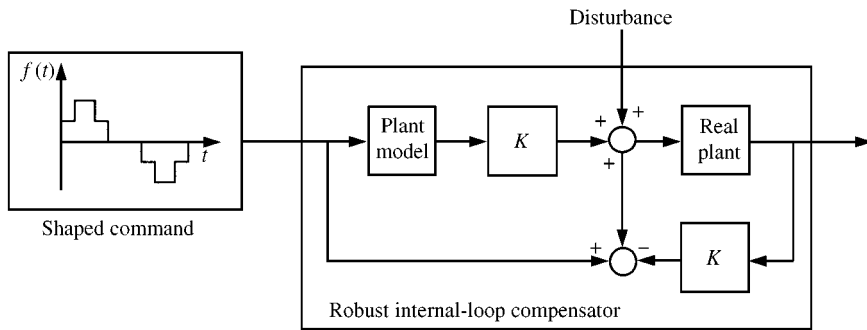 Disturbance
f (t)
t
Shaped command
Plant
model
K
+
+
+
Real
plant
+
−
K
Robust internal-loop compensator